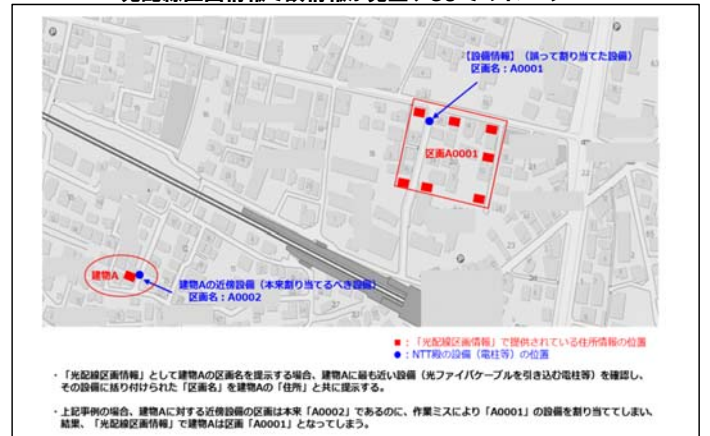 【設備情報】（誤って割り当てた設備）
区画名：A0001
区画A0001
建物A
建物Aの近傍設備（本来割り当てるべき設備）
区画名：A0002
■：「光配線区画情報」で提供されている住所情報の位置
●：NTT殿の設備（電柱等）の位置
・「光配線区画情報」として建物Aの区画名を提示する場合、建物Aに最も近い設備（光ファイバケーブルを引き込む電柱等）を確認し、
その設備に括り付けられた「区画名」を建物Aの「住所」と共に提示する。
・上記事例の場合、建物Aに対する近傍設備の区画は本来「A0002」であるのに、作業ミスにより「A0001」の設備を割り当ててしまい、
結果、「光配線区画情報」で建物Aは区画「A0001」となってしまう。